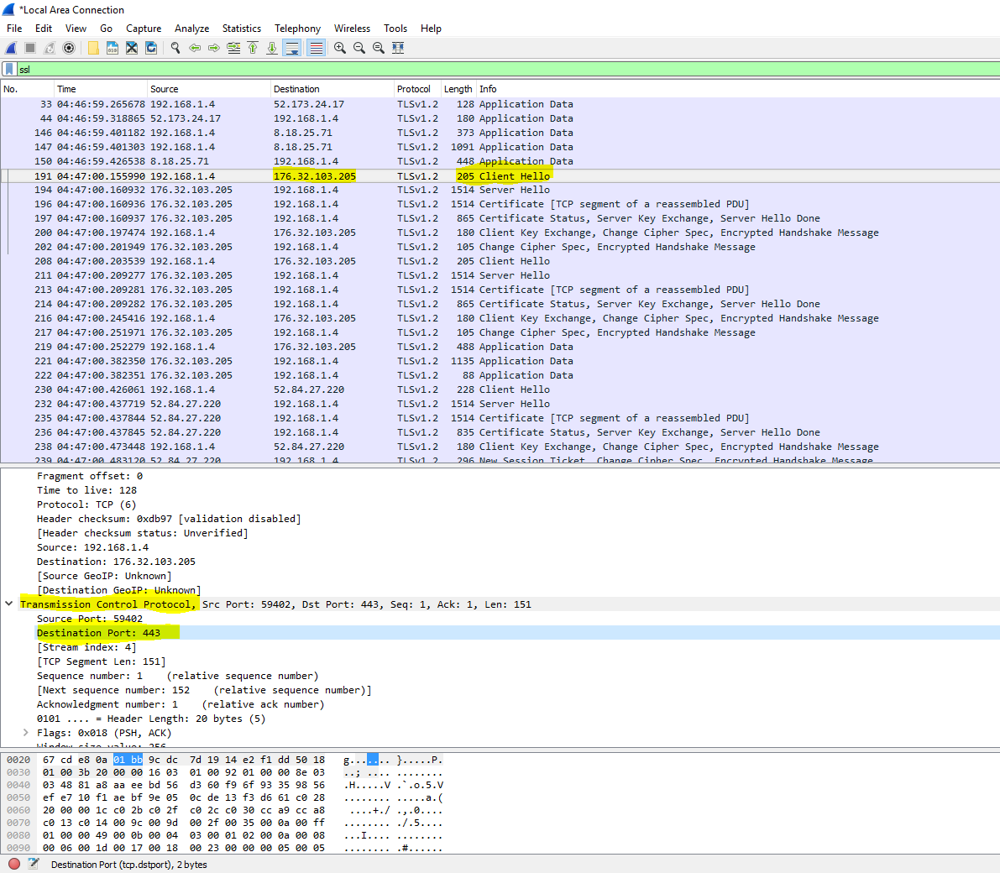 *Local Area Connection
File Edit View Go Capture Analyze Statistics Telephony Wireless Tools Help
ssl
No. Time Source Destination Protocol Length Info
33 04:46:59.265678 192.168.1.4 52.173.24.17 TLSv1.2 128 Application Data
44 04:46:59.318865 52.173.24.17 192.168.1.4 TLSv1.2 180 Application Data
146 04:46:59.401182 192.168.1.4 8.18.25.71 TLSv1.2 373 Application Data
147 04:46:59.401303 192.168.1.4 8.18.25.71 TLSv1.2 1091 Application Data
150 04:46:59.426538 8.18.25.71 192.168.1.4 TLSv1.2 448 Application Data
191 04:47:00.155990 192.168.1.4 176.32.103.205 TLSv1.2 205 Client Hello
194 04:47:00.160932 176.32.103.205 192.168.1.4 TLSv1.2 1514 Server Hello
196 04:47:00.160936 176.32.103.205 192.168.1.4 TLSv1.2 1514 Certificate [TCP segment of a reassembled PDU]
197 04:47:00.160937 176.32.103.205 192.168.1.4 TLSv1.2 865 Certificate Status, Server Key Exchange, Server Hello Done
200 04:47:00.197474 192.168.1.4 176.32.103.205 TLSv1.2 180 Client Key Exchange, Change Cipher Spec, Encrypted Handshake Message
202 04:47:00.201949 176.32.103.205 192.168.1.4 TLSv1.2 105 Change Cipher Spec, Encrypted Handshake Message
208 04:47:00.203539 192.168.1.4 176.32.103.205 TLSv1.2 205 Client Hello
211 04:47:00.209277 176.32.103.205 192.168.1.4 TLSv1.2 1514 Server Hello
213 04:47:00.209281 176.32.103.205 192.168.1.4 TLSv1.2 1514 Certificate [TCP segment of a reassembled PDU]
214 04:47:00.209282 176.32.103.205 192.168.1.4 TLSv1.2 865 Certificate Status, Server Key Exchange, Server Hello Done
216 04:47:00.245416 192.168.1.4 176.32.103.205 TLSv1.2 180 Client Key Exchange, Change Cipher Spec, Encrypted Handshake Message
217 04:47:00.251971 176.32.103.205 192.168.1.4 TLSv1.2 105 Change Cipher Spec, Encrypted Handshake Message
219 04:47:00.252279 192.168.1.4 176.32.103.205 TLSv1.2 488 Application Data
221 04:47:00.382350 176.32.103.205 192.168.1.4 TLSv1.2 1135 Application Data
222 04:47:00.382351 176.32.103.205 192.168.1.4 TLSv1.2 88 Application Data
230 04:47:00.426061 192.168.1.4 52.84.27.220 TLSv1.2 228 Client Hello
232 04:47:00.437719 52.84.27.220 192.168.1.4 TLSv1.2 1514 Server Hello
235 04:47:00.437844 52.84.27.220 192.168.1.4 TLSv1.2 1514 Certificate [TCP segment of a reassembled PDU]
236 04:47:00.437845 52.84.27.220 192.168.1.4 TLSv1.2 835 Certificate Status, Server Key Exchange, Server Hello Done
238 04:47:00.473448 192.168.1.4 52.84.27.220 TLSv1.2 180 Client Key Exchange, Change Cipher Spec, Encrypted Handshake Message
239 04:47:00.483120 52.84.27.220 192.168.1.4 TLSv1.2 296 New Session Ticket, Change Cipher Spec, Encrypted Handshake Message
Fragment offset: 0
Time to live: 128
Protocol: TCP (6)
Header checksum: 0xdb97 [validation disabled]
[Header checksum status: Unverified]
Source: 192.168.1.4
Destination: 176.32.103.205
[Source GeoIP: Unknown]
[Destination GeoIP: Unknown]
Transmission Control Protocol, Src Port: 59402, Dst Port: 443, Seq: 1, Ack: 1, Len: 151
Source Port: 59402
Destination Port: 443
[Stream index: 4]
[TCP Segment Len: 151]
Sequence number: 1 (relative sequence number)
[Next sequence number: 152 (relative sequence number)]
Acknowledgment number: 1 (relative ack number)
0101 .... = Header Length: 20 bytes (5)
Flags: 0x018 (PSH, ACK)
Window size value: 256
0020 67 cd e8 0a 01 bb 9c dc 7d 19 14 e2 f1 dd 50 18 g....... }.....P.
0030 01 00 3b 20 00 00 16 03 01 00 92 01 00 00 8e 03 ..; .... ........
0040 03 48 81 a8 aa ee bd 56 d3 60 f9 6f 93 35 98 56 .H.....V .`.o.5.V
0050 ef e7 10 f1 ae bf 9e 05 0c de 13 f3 d6 61 c0 28 ........ .....a.(
0060 20 00 00 1c c0 2b c0 2f c0 2c c0 30 cc a9 cc a8 ....+./ .,.0....
0070 c0 13 c0 14 00 9c 00 9d 00 2f 00 35 00 0a 00 ff ........ ./.5....
0080 01 00 00 49 00 0b 00 04 03 00 01 02 00 0a 00 08 ...I.... ........
0090 00 06 00 1d 00 17 00 18 00 23 00 00 00 05 00 05 ........ .#......
Destination Port (tcp.dstport), 2 bytes